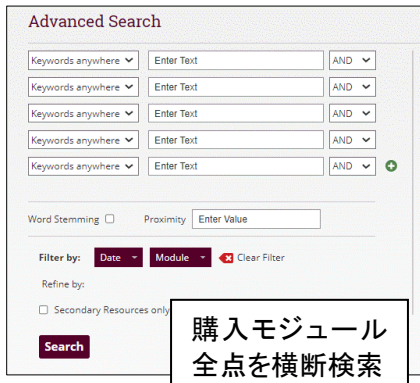 Advanced Search
Keywords anywhere Enter Text AND
Keywords anywhere Enter Text AND
Keywords anywhere Enter Text AND
Keywords anywhere Enter Text AND
Keywords anywhere Enter Text AND
Word Stemming Proximity Enter Value
Filter by: Date Module Clear Filter
Refine by:
Secondary Resources only
Search
購入モジュール
全点を横断検索